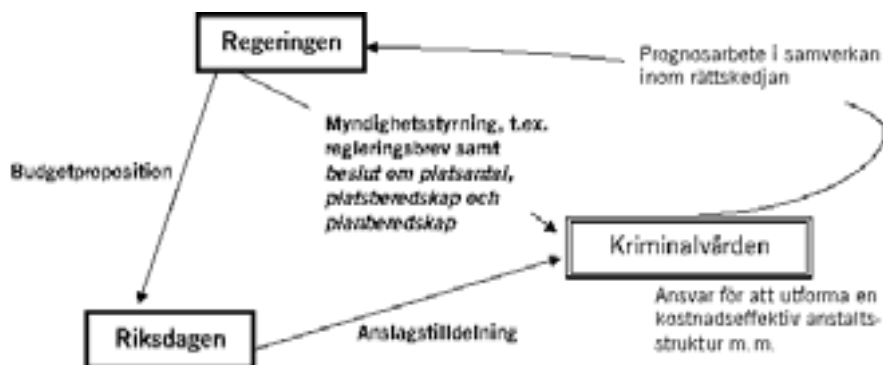 Regeringen
Prognosarbete i samverkan
inom rättskedjan
Myndighetsstyrning, t.ex.
regleringsbrev samt
beslut om platsantal,
platsberedskap och
planberedskap
Budgetproposition
Kriminalvården
Ansvar för att utforma en
kostnadseffektiv anstalts-
struktur m.m.
Riksdagen
Anslagstilldelning